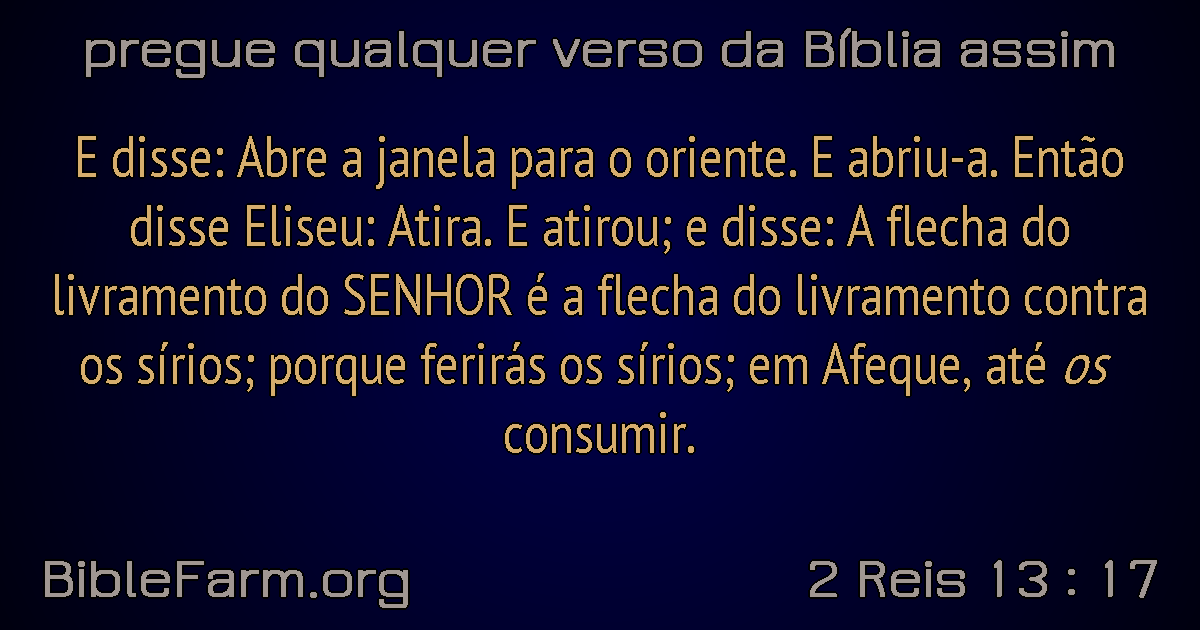 pregue qualquer verso da Bíblia assim
E disse: Abre a janela para o oriente. E abriu-a. Então
disse Eliseu: Atira. E atirou; e disse: A flecha do
livramento do SENHOR é a flecha do livramento contra
os sírios; porque ferirás os sírios; em Afeque, até os
consumir.
BibleFarm.org
2 Reis 13 : 17